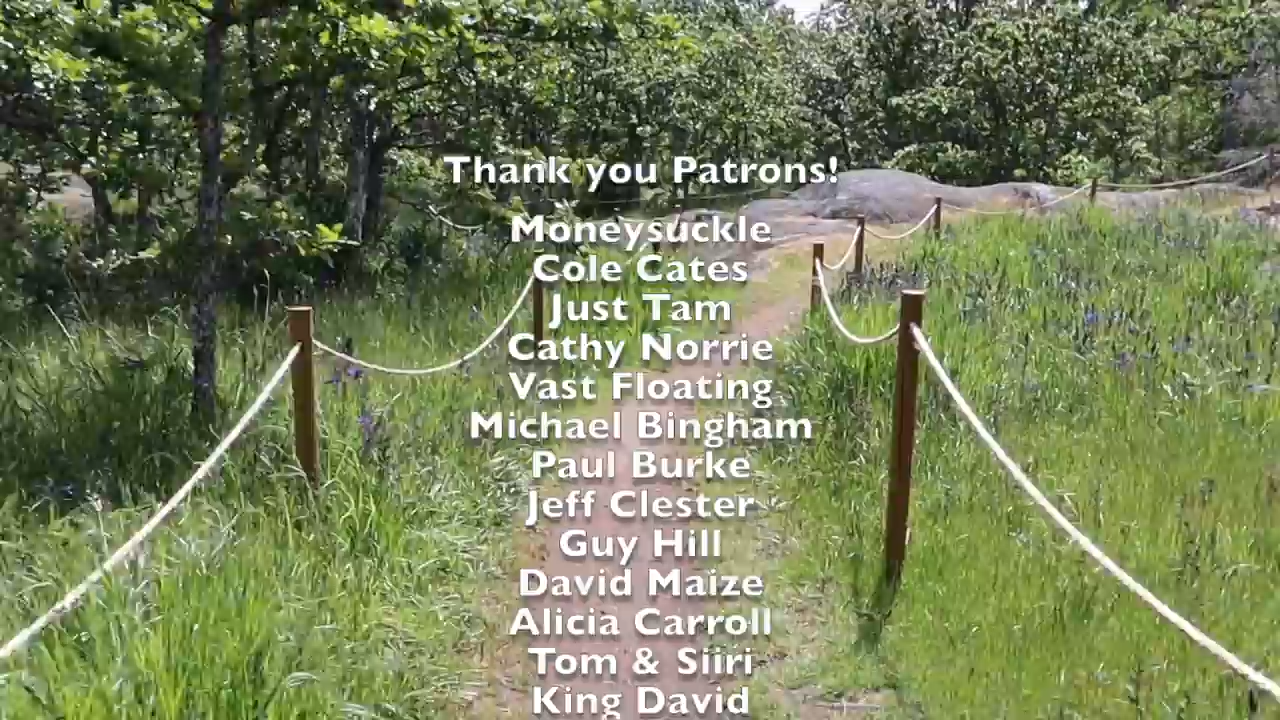 Thank you Patrons!
Moneysuckle
Cole Cates
Just Tam
Cathy Norrie
Vast Floating
Michael Bingham
Paul Burke
Jeff Clester
Guy Hill
David Maize
Alicia Carroll
Tom & Siiri
King David